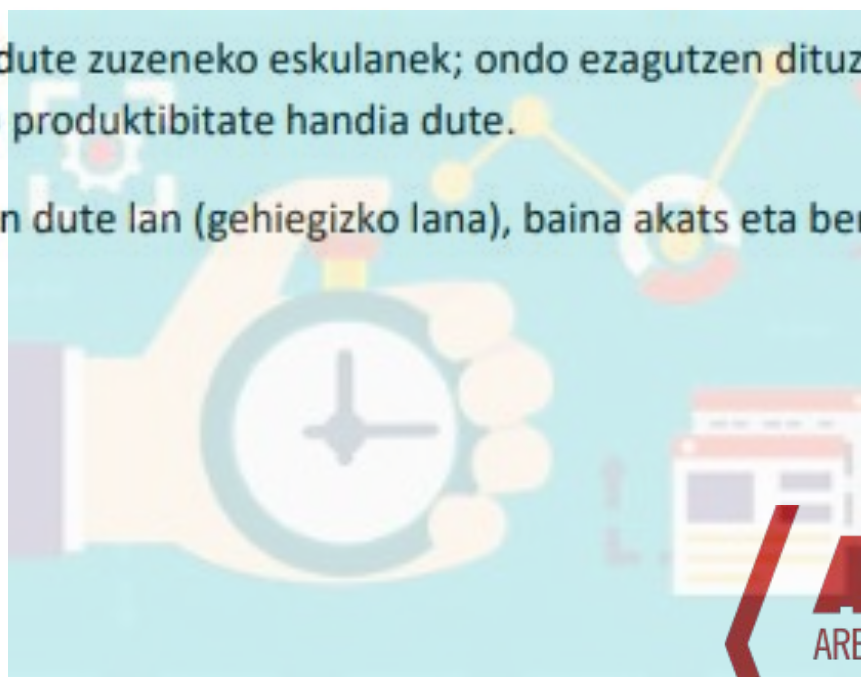 dute zuzeneko eskulanek; ondo ezagutzen dituz
produktibitate handia dute.
n dute lan (gehiegizko lana), baina akats eta ber
A
ARE